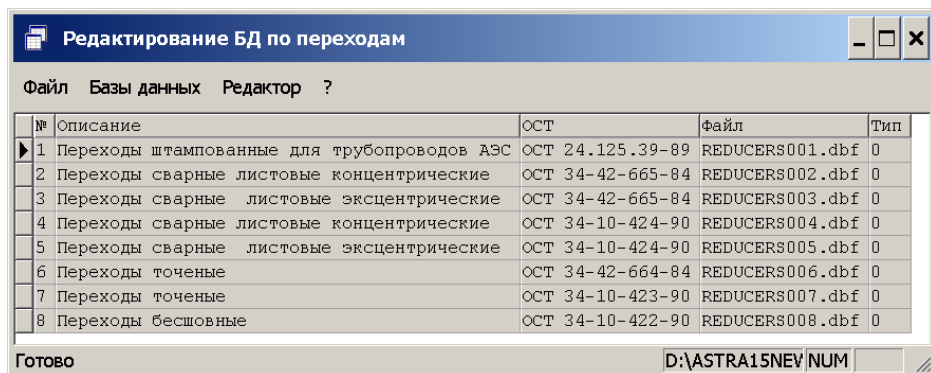 Редактирование БД по переходам
Файл Базы данных Редактор ?
№ Описание ОСТ Файл Тип
1 Переходы штампованные для трубопроводов АЭС ОСТ 24.125.39-89 REDUCERS001.dbf 0
2 Переходы сварные листовые концентрические ОСТ 34-42-665-84 REDUCERS002.dbf 0
3 Переходы сварные листовые эксцентрические ОСТ 34-42-665-84 REDUCERS003.dbf 0
4 Переходы сварные листовые концентрические ОСТ 34-10-424-90 REDUCERS004.dbf 0
5 Переходы сварные листовые эксцентрические ОСТ 34-10-424-90 REDUCERS005.dbf 0
6 Переходы точеные ОСТ 34-42-664-84 REDUCERS006.dbf 0
7 Переходы точеные ОСТ 34-10-423-90 REDUCERS007.dbf 0
8 Переходы бесшовные ОСТ 34-10-422-90 REDUCERS008.dbf 0
Готово D:\ASTRA15NEV NUM